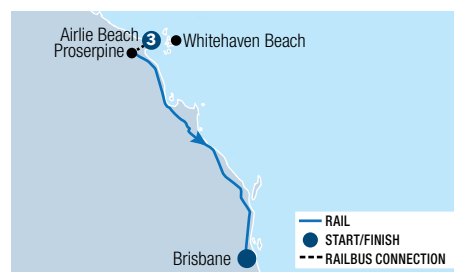 Airlie Beach
3
Whitehaven Beach
Proserpine
Brisbane
RAIL
START/FINISH
RAILBUS CONNECTION